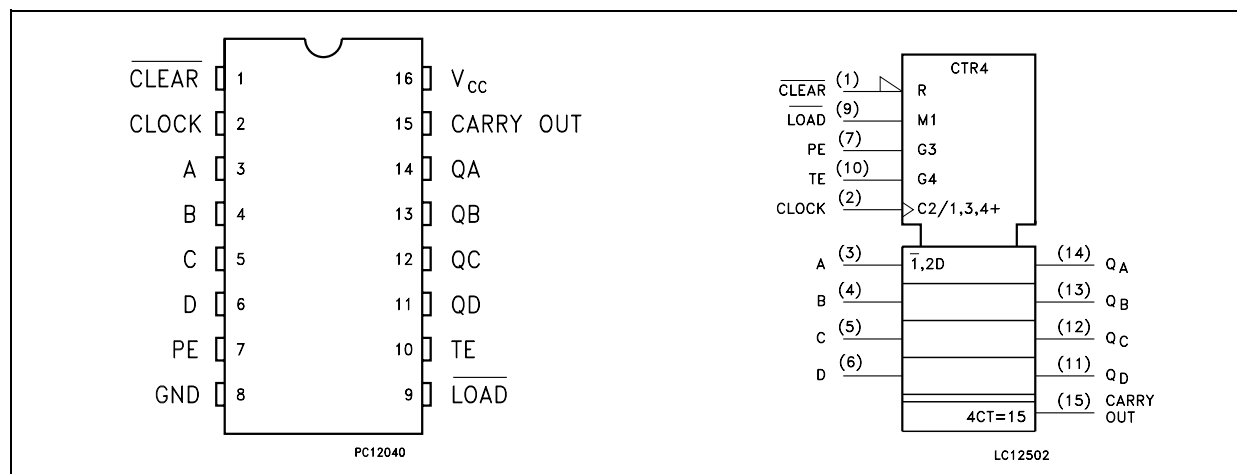 CLEAR 1 16 VCC
CLOCK 2 15 CARRY OUT
A 3 14 QA
B 4 13 QB
C 5 12 QC
D 6 11 QD
PE 7 10 TE
GND 8 9 LOAD
PC12040
CTR4
CLEAR (1) R
LOAD (9) M1
PE (7) G3
TE (10) G4
CLOCK (2) C2/1,3,4+
A (3) 1,2D (14) QA
B (4) (13) QB
C (5) (12) QC
D (6) (11) QD
4CT=15 (15) CARRY OUT
LC12502